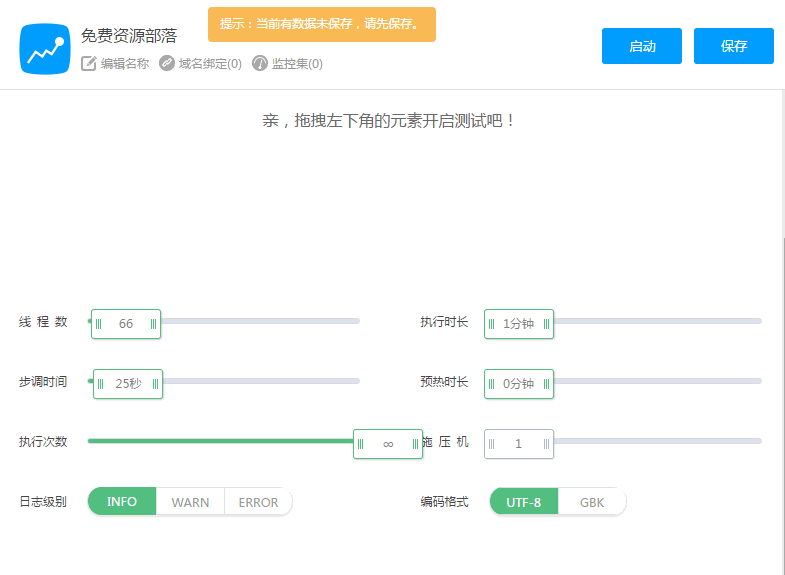 免费资源部落
提示：当前有数据未保存，请先保存。
启动
保存
编辑名称
域名绑定(0)
监控集(0)
亲，拖拽左下角的元素开启测试吧！
线 程 数
66
执行时长
1分钟
步调时间
25秒
预热时长
0分钟
执行次数
∞
施 压 机
1
日志级别
INFO
WARN
ERROR
编码格式
UTF-8
GBK